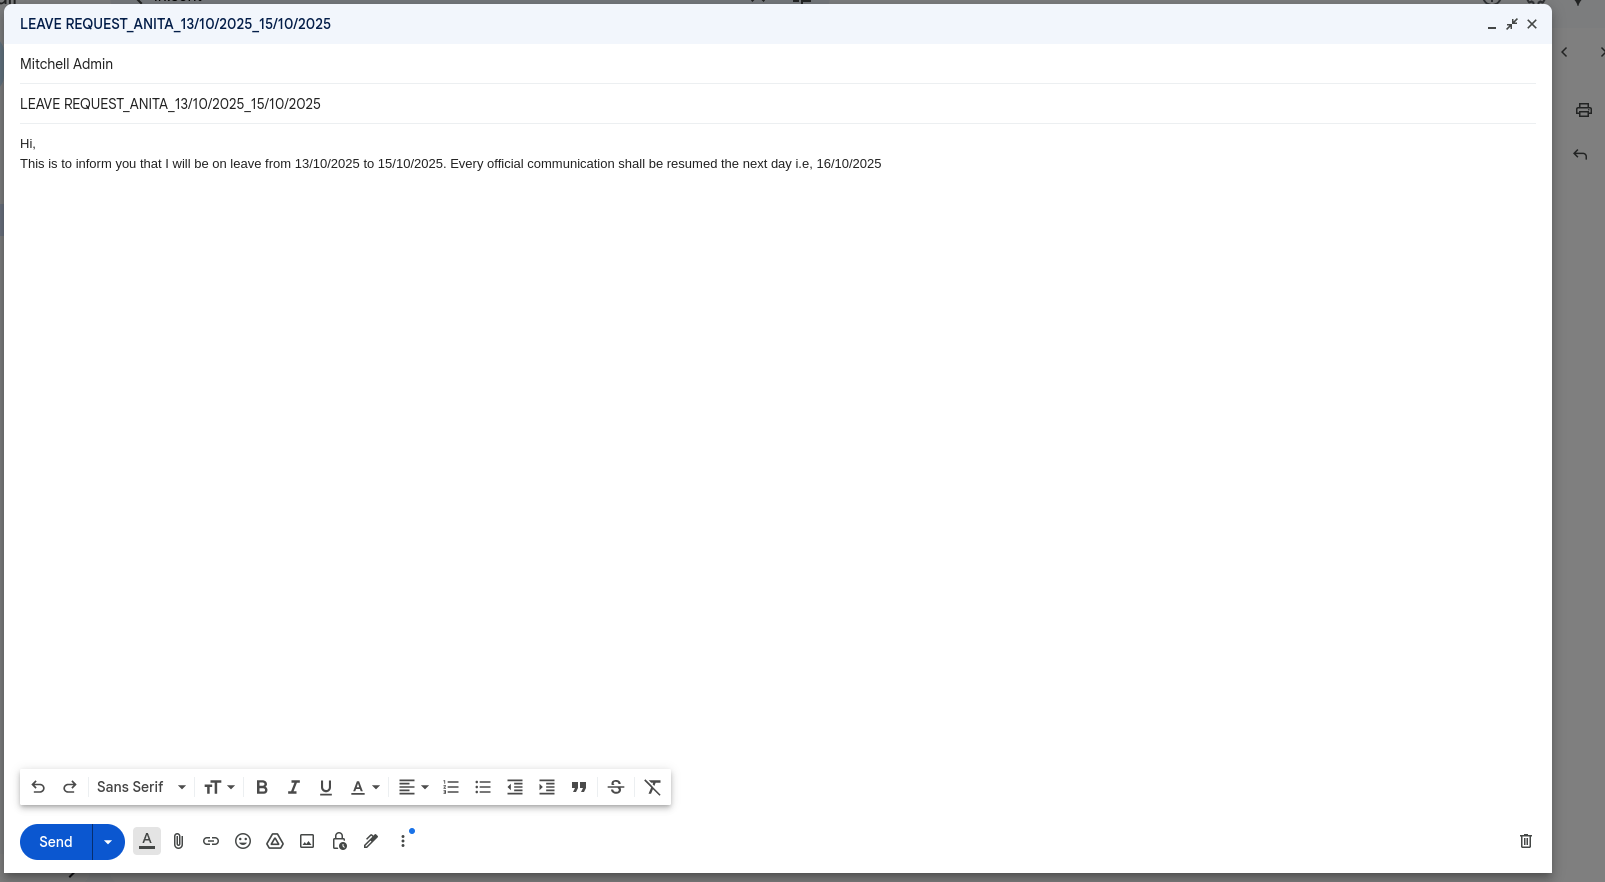 LEAVE REQUEST_ANITA_13/10/2025_15/10/2025
Mitchell Admin
LEAVE REQUEST_ANITA_13/10/2025_15/10/2025
Hi,
This is to inform you that I will be on leave from 13/10/2025 to 15/10/2025. Every official communication shall be resumed the next day i.e, 16/10/2025
Sans Serif
Send